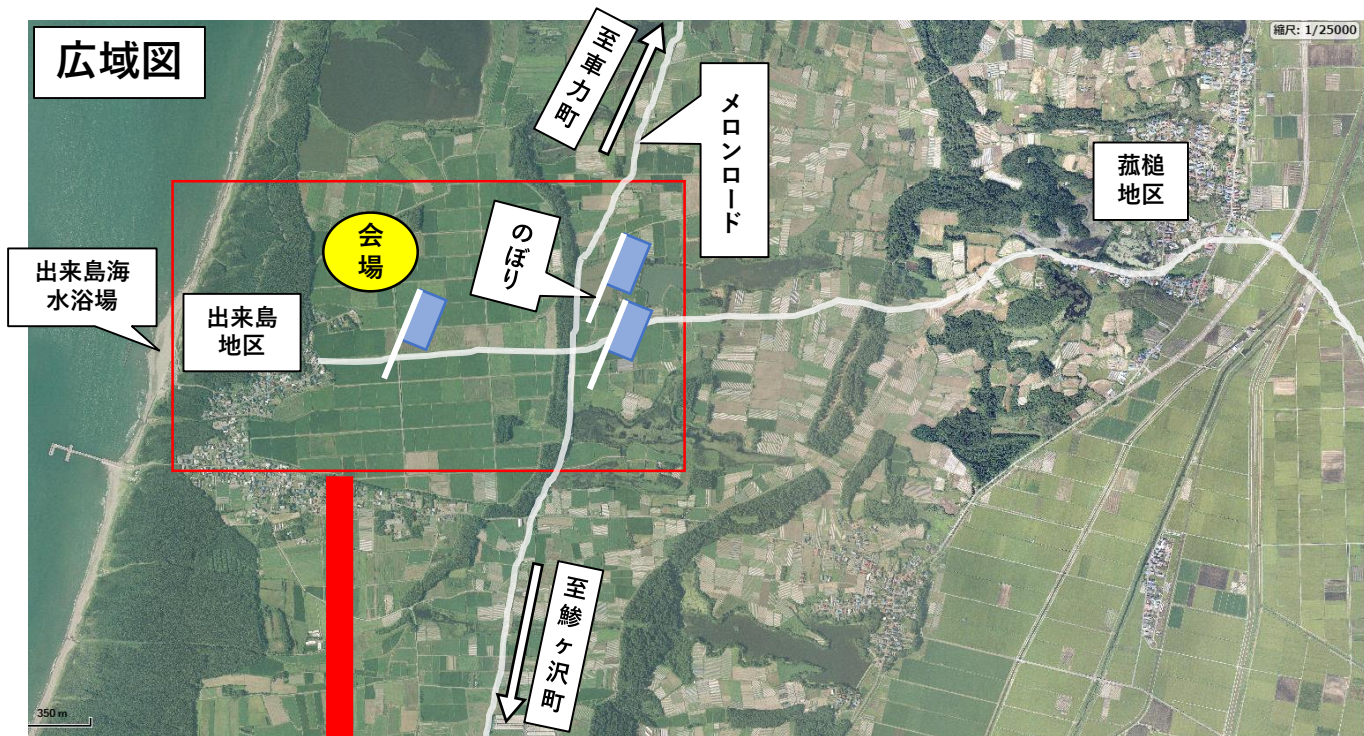 広域図
縮尺: 1/25000
至車力町
メロンロード
菰槌
地区
会
場
のぼり
出来島海
水浴場
出来島
地区
至鰺ヶ沢町
350 m